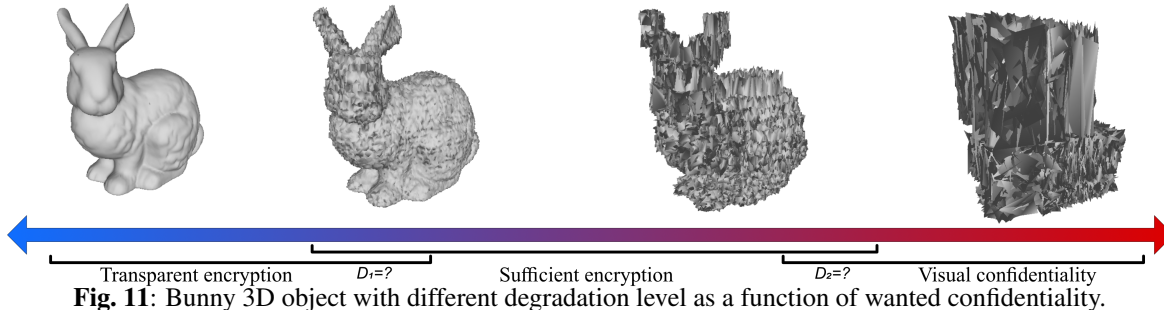 Transparent encryption D₁=? Sufficient encryption D₂=? Visual confidentiality
Fig. 11: Bunny 3D object with different degradation level as a function of wanted confidentiality.